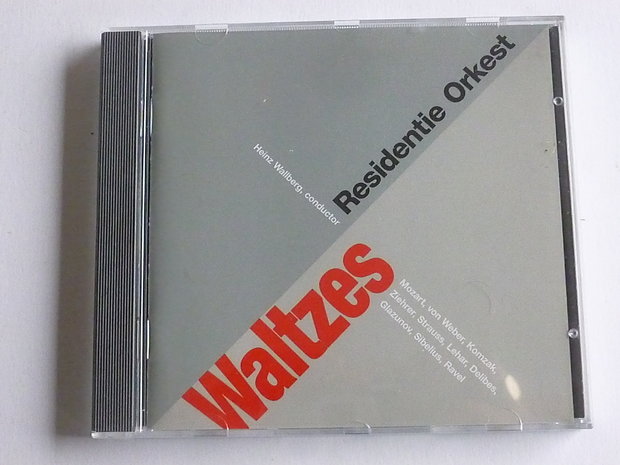 Residentie Orkest
Heinz Wallberg, conductor
Waltzes
Mozart, von Weber, Komzak,
Ziehrer, Strauss, Lehar, Delibes,
Glazunov, Sibelius, Ravel